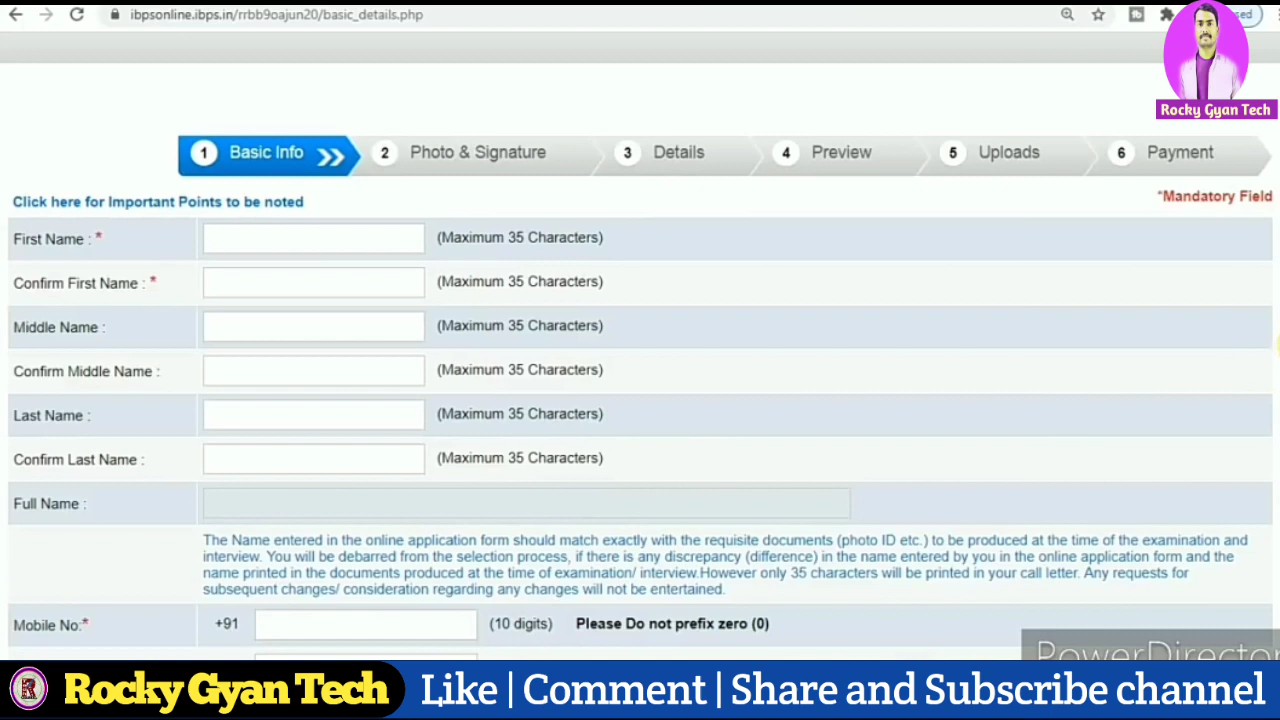 ibpsonline.ibps.in/rrbb9oajun20/basic_details.php
Rocky Gyan Tech
1 Basic Info 2 Photo & Signature 3 Details 4 Preview 5 Uploads 6 Payment
Click here for Important Points to be noted
*Mandatory Field
First Name : * (Maximum 35 Characters)
Confirm First Name : * (Maximum 35 Characters)
Middle Name : (Maximum 35 Characters)
Confirm Middle Name : (Maximum 35 Characters)
Last Name : (Maximum 35 Characters)
Confirm Last Name : (Maximum 35 Characters)
Full Name :
The Name entered in the online application form should match exactly with the requisite documents (photo ID etc.) to be produced at the time of the examination and
interview. You will be debarred from the selection process, if there is any discrepancy (difference) in the name entered by you in the online application form and the
name printed in the documents produced at the time of examination/ interview.However only 35 characters will be printed in your call letter. Any requests for
subsequent changes/ consideration regarding any changes will not be entertained.
Mobile No:* +91 (10 digits) Please Do not prefix zero (0)
PowerDirector
Rocky Gyan Tech Like | Comment | Share and Subscribe channel